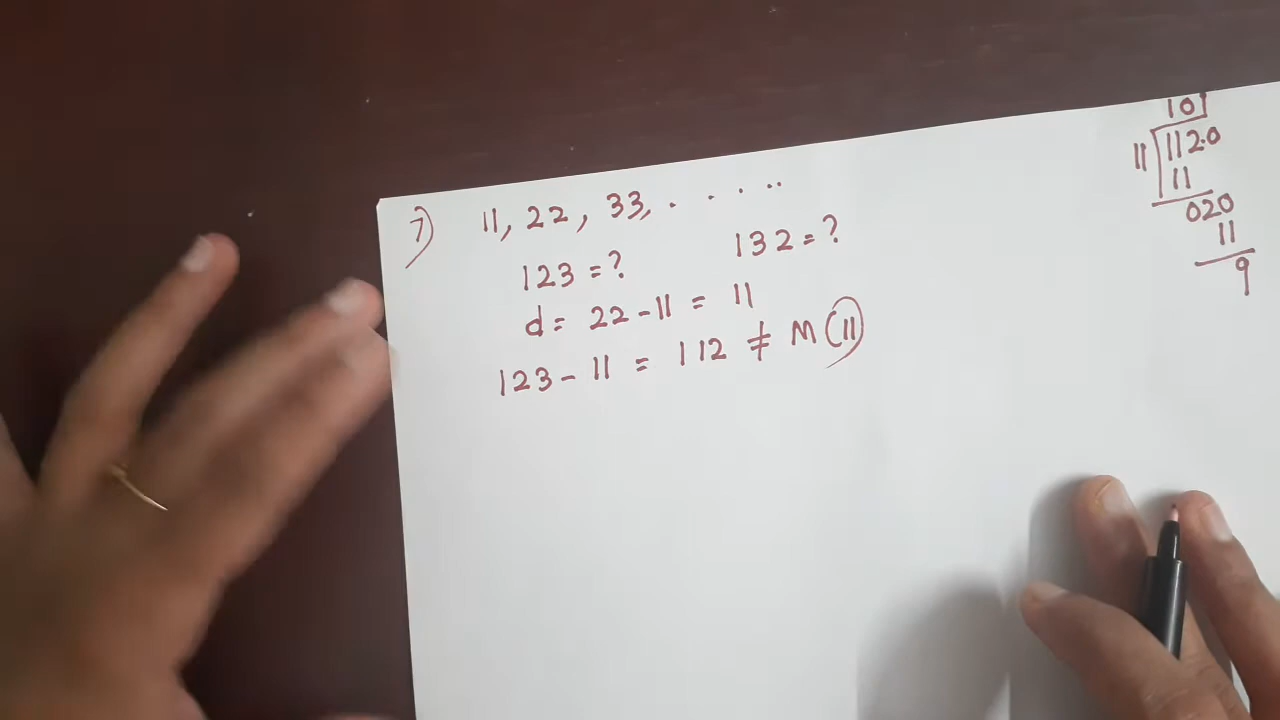 7) 11, 22, 33, . . . . .
123 = ? 132 = ?
d = 22 - 11 = 11
123 - 11 = 112 ≠ M (11)
101
11 112.0
11
020
11
9